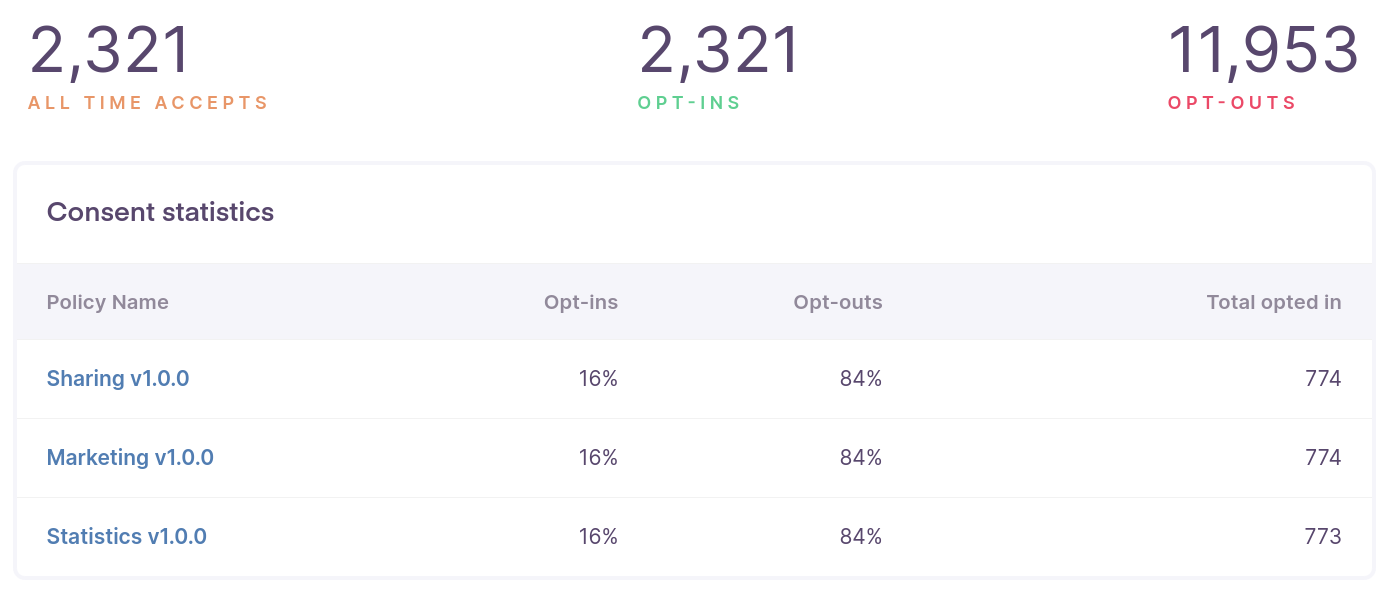 2,321 2,321 11,953
ALL TIME ACCEPTS OPT-INS OPT-OUTS
Consent statistics
Policy Name Opt-ins Opt-outs Total opted in
Sharing v1.0.0 16% 84% 774
Marketing v1.0.0 16% 84% 774
Statistics v1.0.0 16% 84% 773